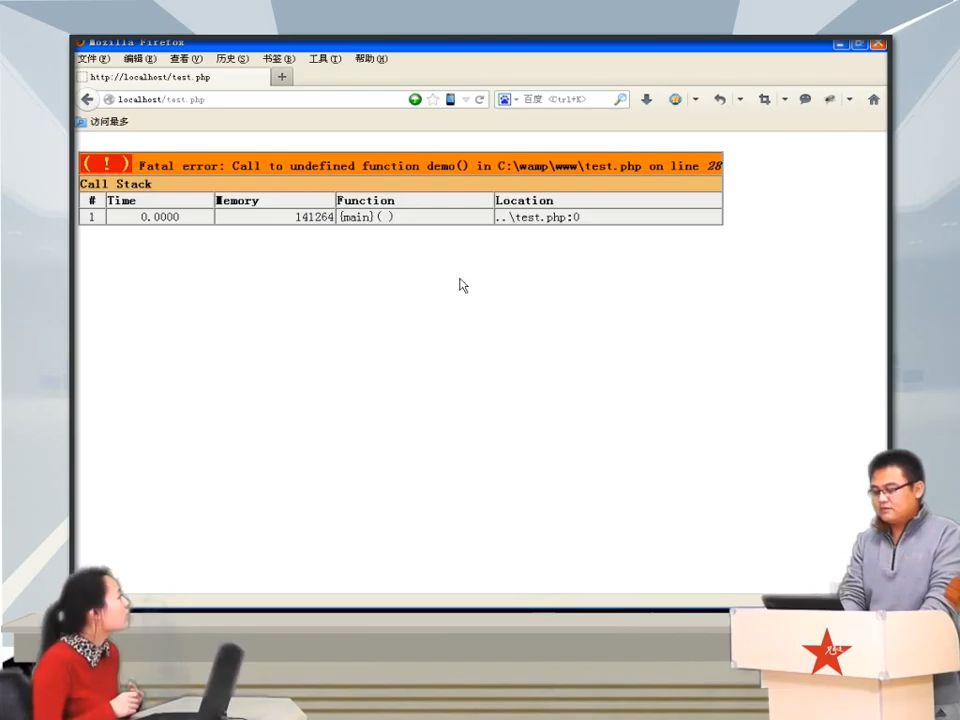 Mozilla Firefox
文件(F) 编辑(E) 查看(V) 历史(S) 书签(B) 工具(T) 帮助(H)
http://localhost/test.php +
localhost/test.php 百度 <Ctrl+K>
访问最多
( ! ) Fatal error: Call to undefined function demo() in C:\wamp\www\test.php on line 28
Call Stack
# Time Memory Function Location
1 0.0000 141264 {main}( ) ..\test.php:0